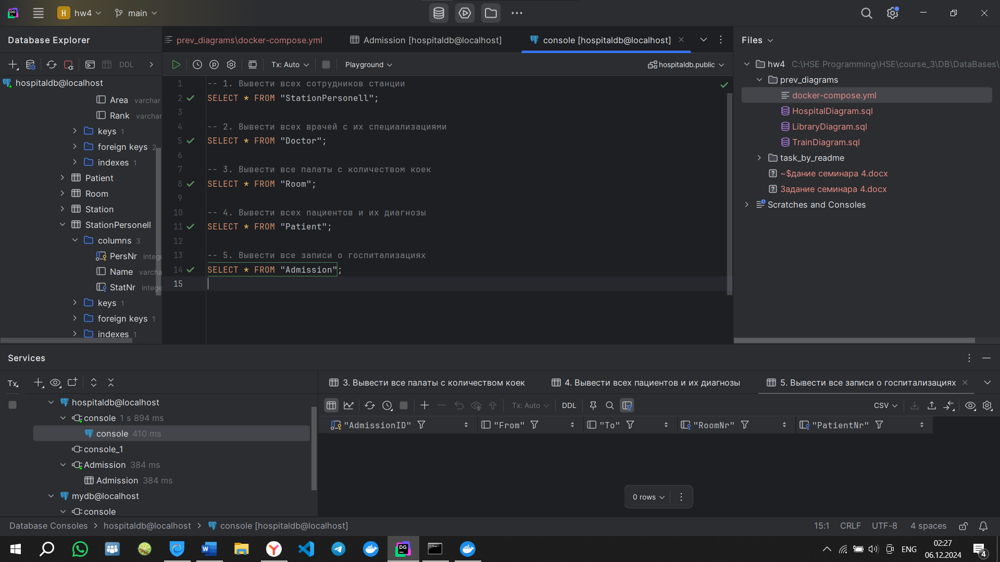 DG
H hw4 main
Database Explorer
prev_diagrams\docker-compose.yml
Admission [hospitaldb@localhost]
console [hospitaldb@localhost]
Files
DDL
Tx: Auto
Playground
hospitaldb.public
hospitaldb@localhost
Area varchar
Rank varchar
keys 1
foreign keys 2
indexes 1
Patient
Room
Station
StationPersonell
columns 3
PersNr intege
Name varcha
StatNr intege
keys 1
foreign keys 1
indexes 1
1 -- 1. Вывести всех сотрудников станции
2 SELECT * FROM "StationPersonell";
3
4 -- 2. Вывести всех врачей с их специализациями
5 SELECT * FROM "Doctor";
6
7 -- 3. Вывести все палаты с количеством коек
8 SELECT * FROM "Room";
9
10 -- 4. Вывести всех пациентов и их диагнозы
11 SELECT * FROM "Patient";
12
13 -- 5. Вывести все записи о госпитализациях
14 SELECT * FROM "Admission";
15
hw4 C:\HSE Programming\HSE\course_3\DB\DataBases\
prev_diagrams
docker-compose.yml
HospitalDiagram.sql
LibraryDiagram.sql
TrainDiagram.sql
task_by_readme
~$дание семинара 4.docx
Задание семинара 4.docx
Scratches and Consoles
Services
Tx
hospitaldb@localhost
console 1 s 894 ms
console 410 ms
console_1
Admission 384 ms
Admission 384 ms
mydb@localhost
console
3. Вывести все палаты с количеством коек
4. Вывести всех пациентов и их диагнозы
5. Вывести все записи о госпитализациях
Tx: Auto
DDL
CSV
"AdmissionID" "From" "To" "RoomNr" "PatientNr"
0 rows
Database Consoles > hospitaldb@localhost > console [hospitaldb@localhost]
15:1 CRLF UTF-8 4 spaces
DG
ENG
02:27
06.12.2024
4